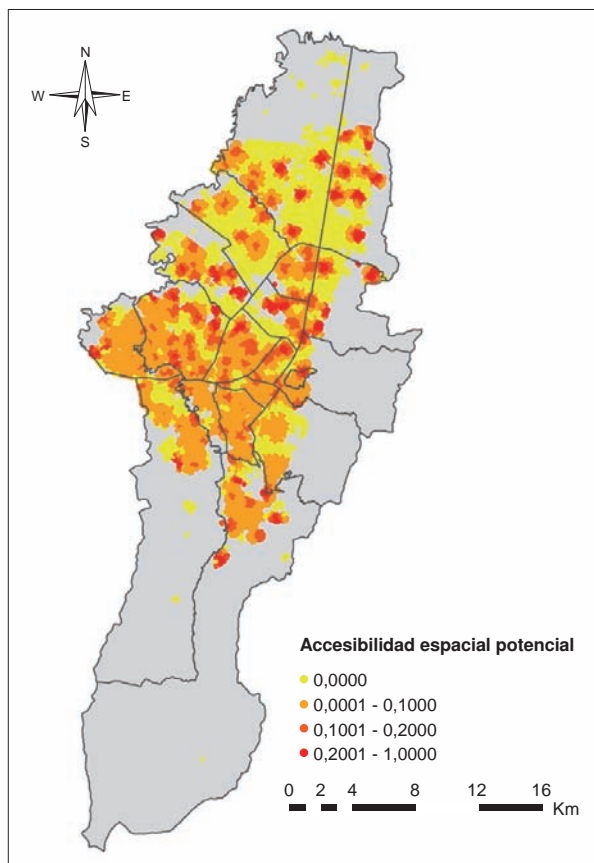 N
W E
S
Accesibilidad espacial potencial
0,0000
0,0001 - 0,1000
0,1001 - 0,2000
0,2001 - 1,0000
0 2 4 8 12 16
Km